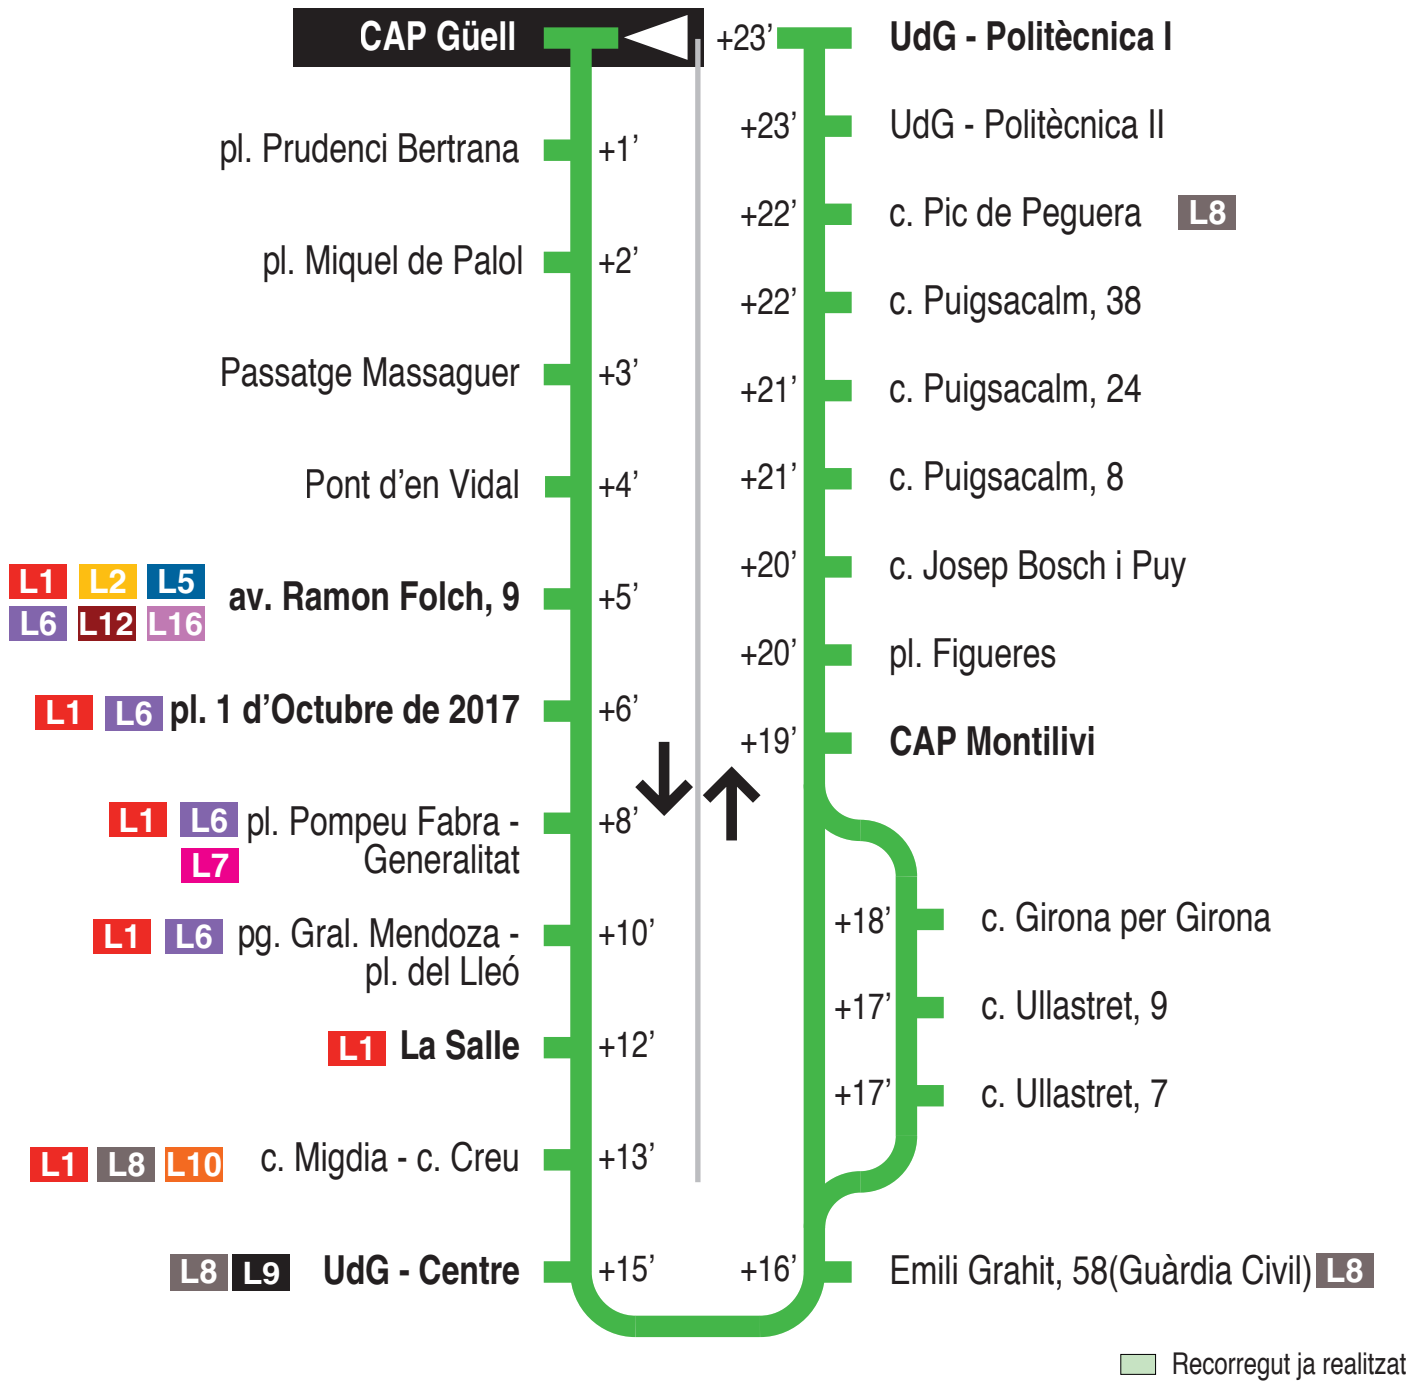 CAP Güell
pl. Prudenci Bertrana +1’
pl. Miquel de Palol +2’
Passatge Massaguer +3’
Pont d’en Vidal +4’
L1 L2 L5
L6 L12 L16
av. Ramon Folch, 9 +5’
L1 L6 pl. 1 d’Octubre de 2017 +6’
L1 L6 pl. Pompeu Fabra - +8’
L7 Generalitat
L1 L6 pg. Gral. Mendoza - +10’
pl. del Lleó
L1 La Salle +12’
L1 L8 L10 c. Migdia - c. Creu +13’
L8 L9 UdG - Centre +15’
+23’ UdG - Politècnica I
+23’ UdG - Politècnica II
+22’ c. Pic de Peguera L8
+22’ c. Puigsacalm, 38
+21’ c. Puigsacalm, 24
+21’ c. Puigsacalm, 8
+20’ c. Josep Bosch i Puy
+20’ pl. Figueres
+19’ CAP Montilivi
+18’ c. Girona per Girona
+17’ c. Ullastret, 9
+17’ c. Ullastret, 7
+16’ Emili Grahit, 58(Guàrdia Civil) L8
Recorregut ja realitzat